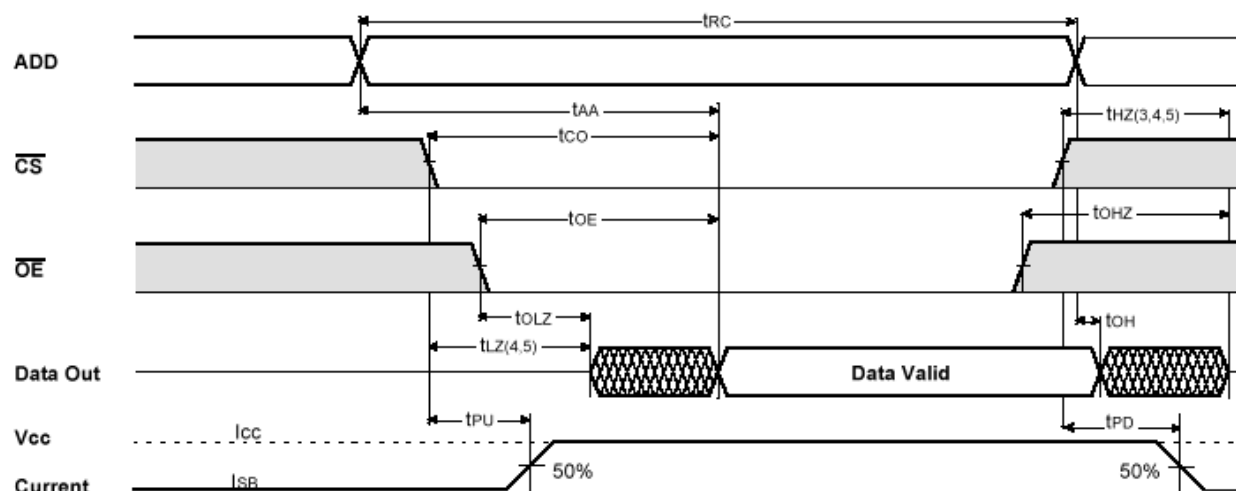 tRC
ADD
tAA
tHZ(3,4,5)
tCO
CS
tOE
tOHZ
OE
tOLZ
tOH
tLZ(4,5)
Data Out
Data Valid
tPU
tPD
Vcc
Icc
50%
50%
Current
ISB